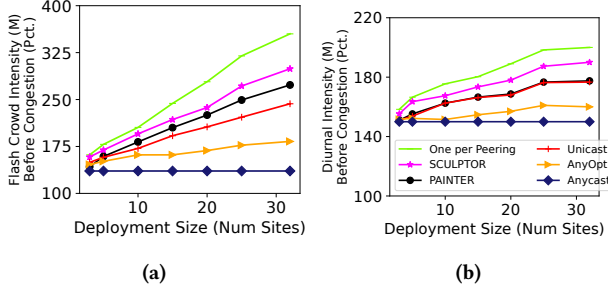 Flash Crowd Intensity (M)
Before Congestion (Pct.)
400
325
250
175
100
10
20
30
Deployment Size (Num Sites)
(a)
Diurnal Intensity (M)
Before Congestion (Pct.)
220
180
140
100
One per Peering
SCULPTOR
PAINTER
Unicast
AnyOpt
Anycast
10
20
30
Deployment Size (Num Sites)
(b)